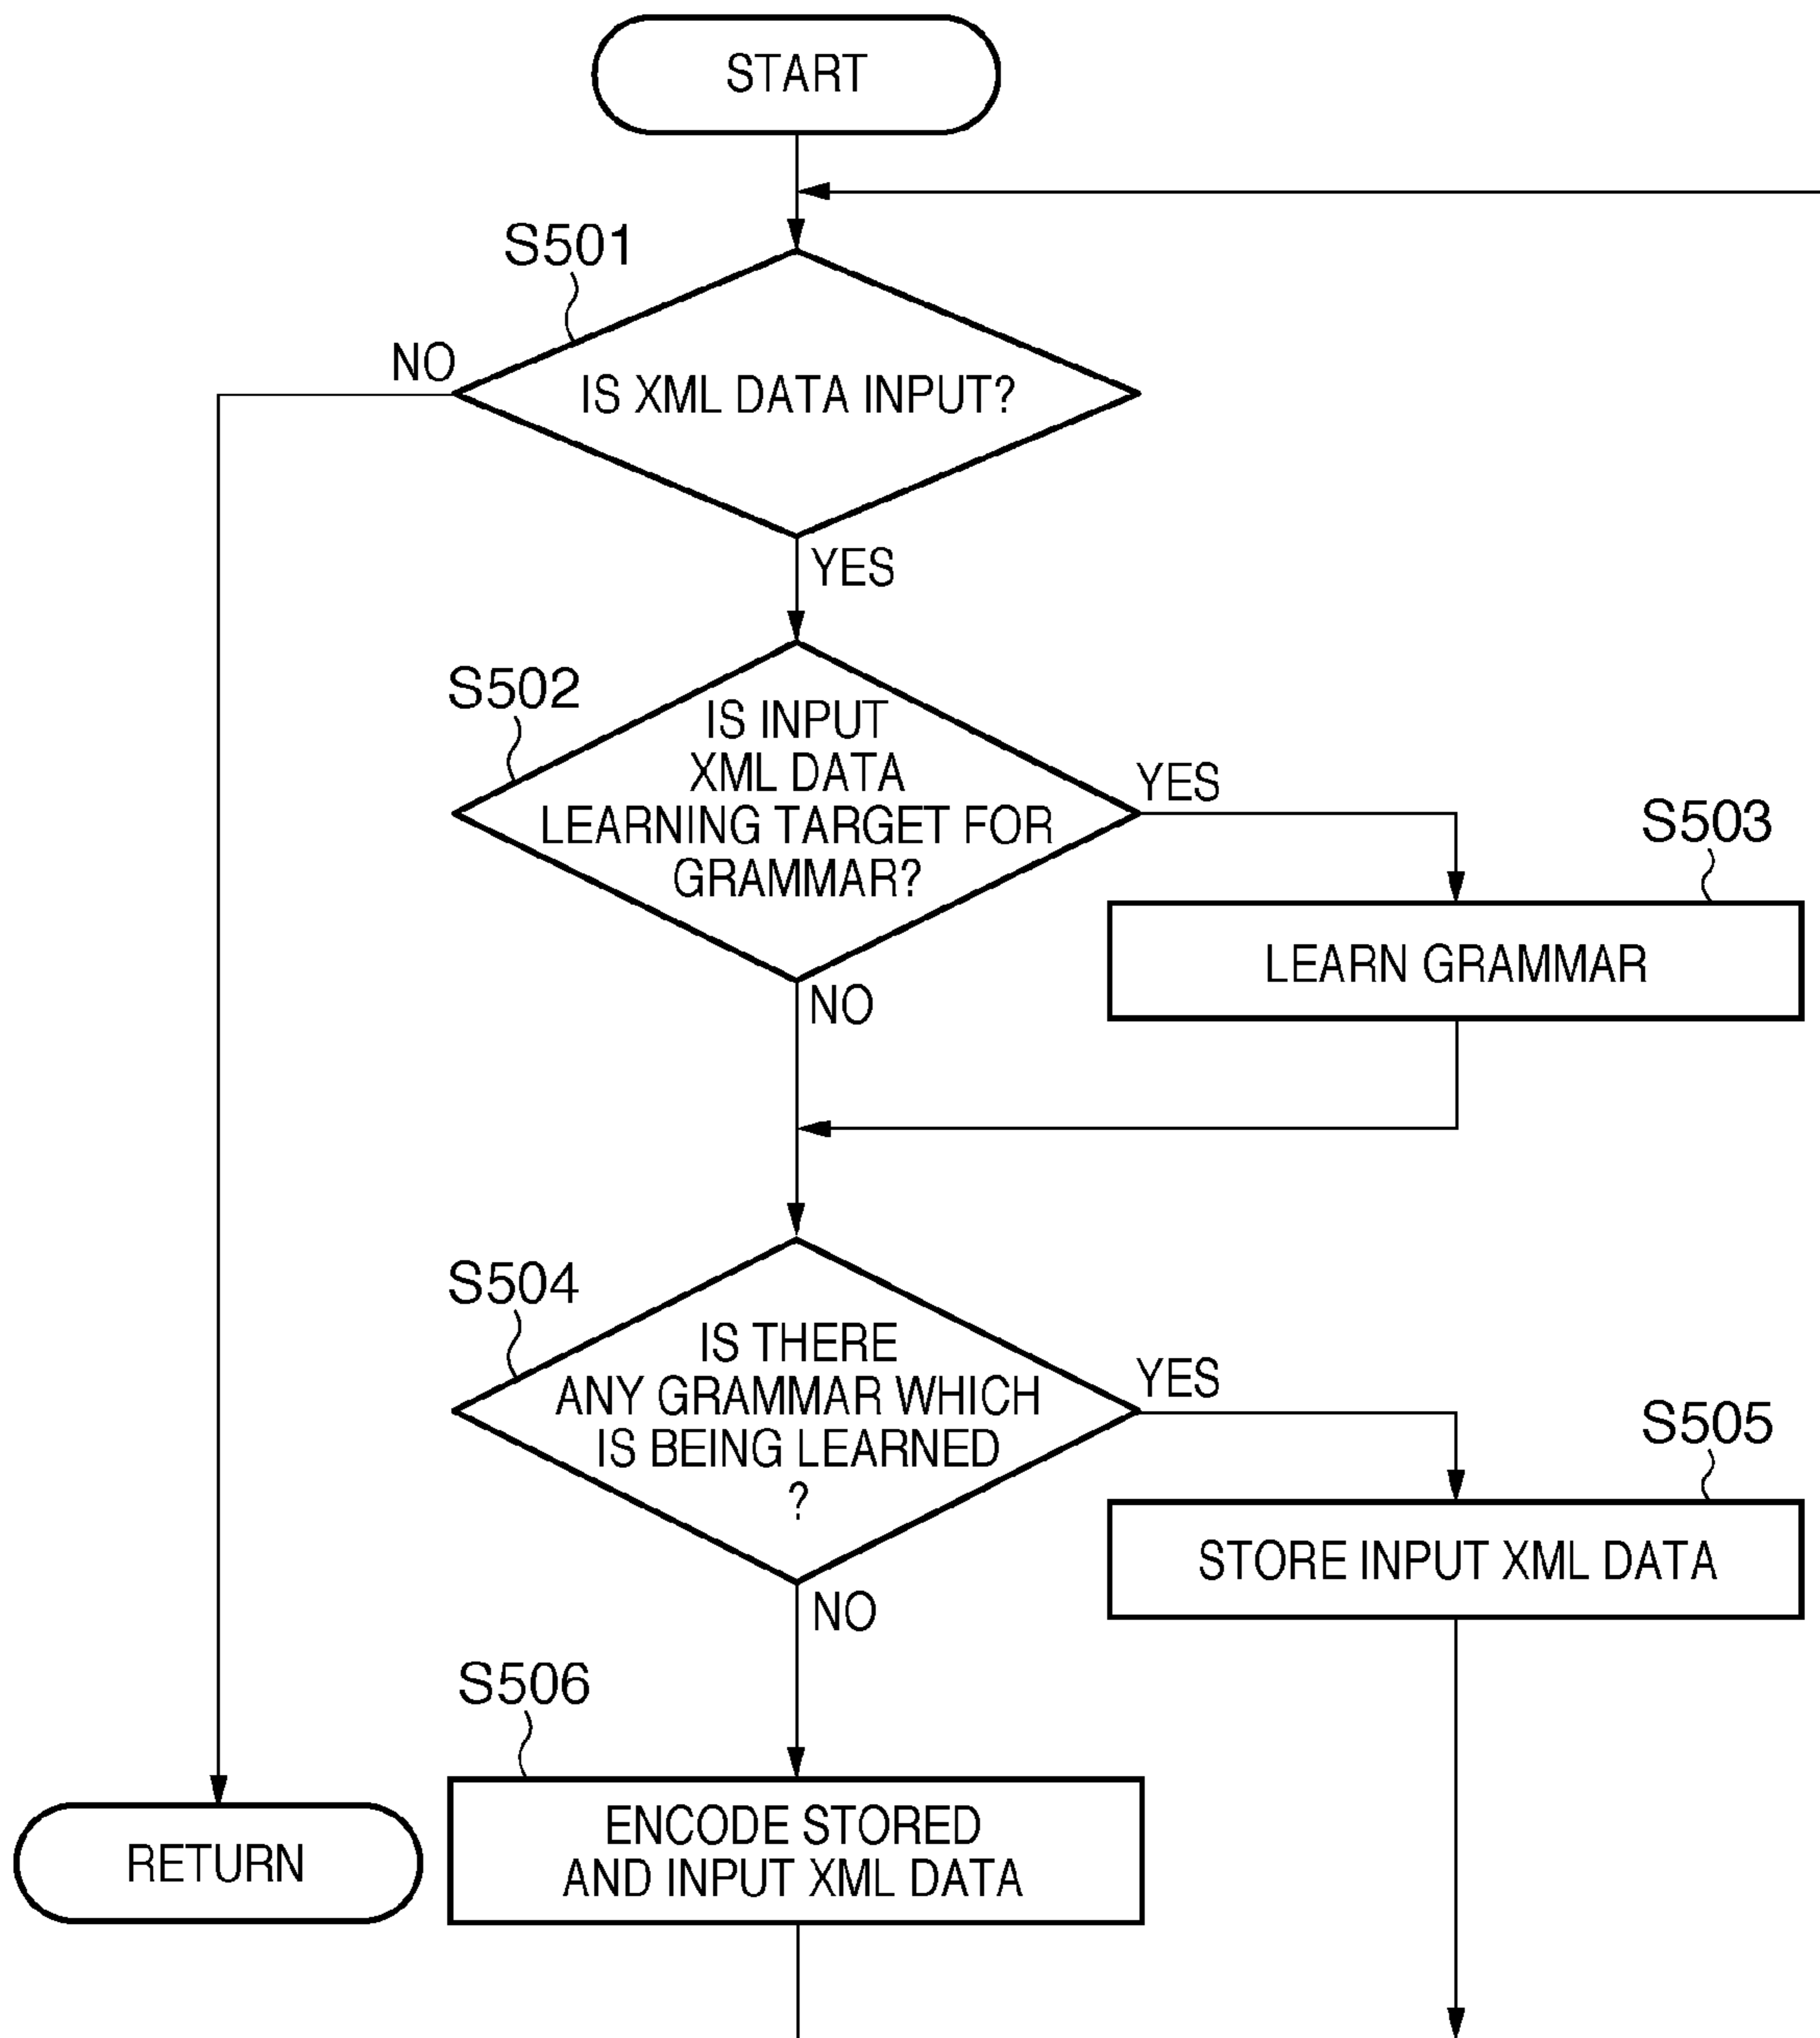 START
S501
NO
IS XML DATA INPUT?
YES
S502
IS INPUT
XML DATA
LEARNING TARGET FOR
GRAMMAR?
YES
S503
LEARN GRAMMAR
NO
S504
IS THERE
ANY GRAMMAR WHICH
IS BEING LEARNED
?
YES
S505
STORE INPUT XML DATA
NO
S506
ENCODE STORED
AND INPUT XML DATA
RETURN